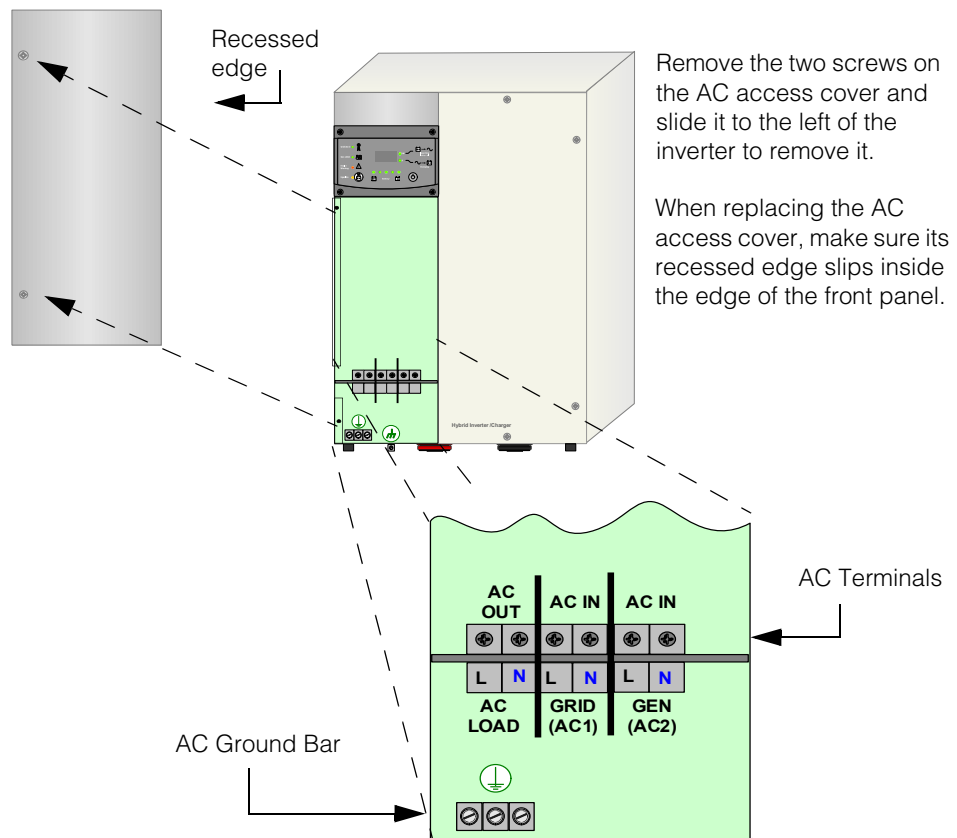 Recessed
edge
Remove the two screws on
the AC access cover and
slide it to the left of the
inverter to remove it.
When replacing the AC
access cover, make sure its
recessed edge slips inside
the edge of the front panel.
Hybrid Inverter /Charger
AC Terminals
AC
OUT
AC IN
AC IN
L N L N L N
AC
LOAD
GRID
(AC1)
GEN
(AC2)
AC Ground Bar